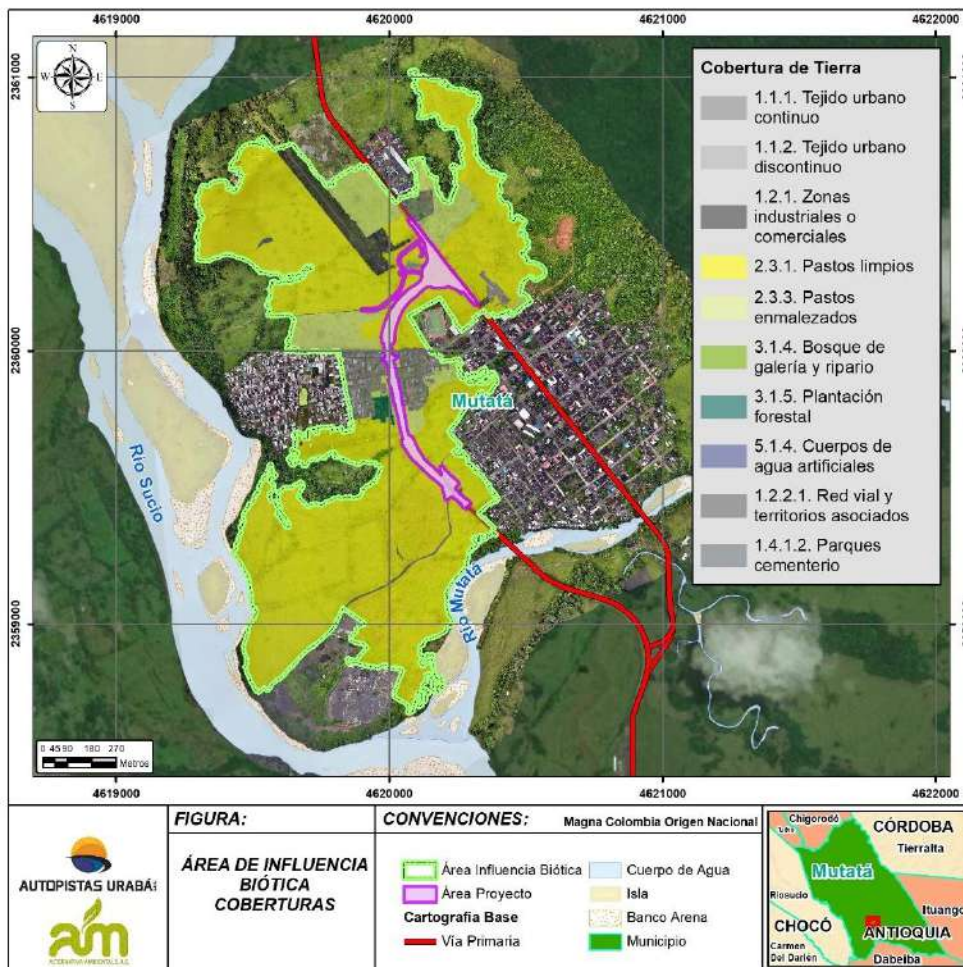 4619000
4620000
4621000
4622000
2361000
2360000
2359000
N
W
E
S
Cobertura de Tierra
1.1.1. Tejido urbano
continuo
1.1.2. Tejido urbano
discontinuo
1.2.1. Zonas
industriales o
comerciales
2.3.1. Pastos limpios
2.3.3. Pastos
enmalezados
3.1.4. Bosque de
galería y ripario
3.1.5. Plantación
forestal
5.1.4. Cuerpos de
agua artificiales
1.2.2.1. Red vial y
territorios asociados
1.4.1.2. Parques
cementerio
Mutatá
Río Sucio
Río Mutatá
0 45 90 180 270
Metros
4619000
4620000
4621000
4622000
AUTOPISTAS URABÁ
FIGURA:
ÁREA DE INFLUENCIA
BIÓTICA
COBERTURAS
CONVENCIONES:
Magna Colombia Origen Nacional
Área Influencia Biótica
Área Proyecto
Cartografia Base
Vía Primaria
Cuerpo de Agua
Isla
Banco Arena
Municipio
Chigorodó
CÓRDOBA
Tierralta
Mutatá
Riosucio
Ituango
CHOCÓ
ANTIOQUIA
Carmen
Del Darién
Dabeiba